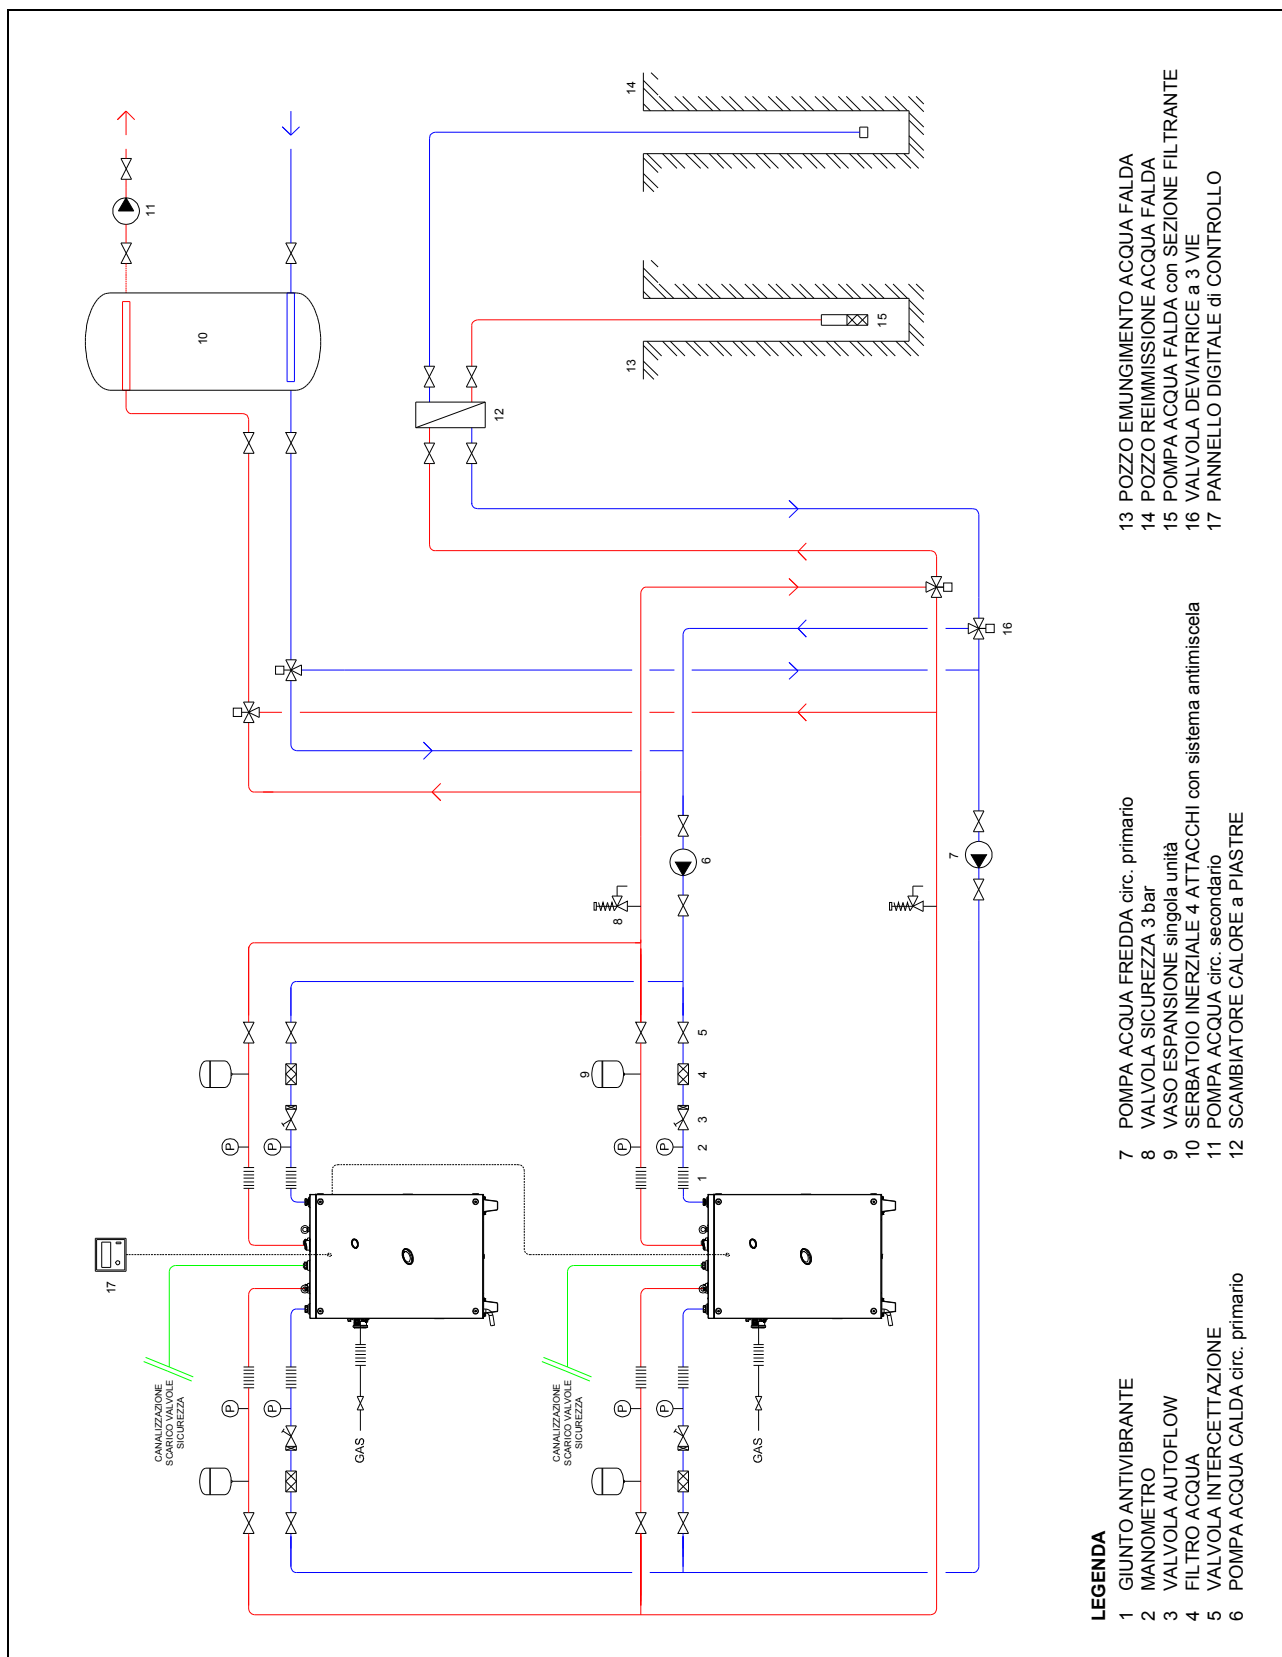 17
CANALIZZAZIONE
SCARICO VALVOLE
SICUREZZA
GAS
P
P
P
P
CANALIZZAZIONE
SCARICO VALVOLE
SICUREZZA
GAS
P
P
P
P
1
2
3
4
5
9
8
6
7
16
10
11
12
13
15
14
LEGENDA
1 GIUNTO ANTIVIBRANTE
2 MANOMETRO
3 VALVOLA AUTOFLOW
4 FILTRO ACQUA
5 VALVOLA INTERCETTAZIONE
6 POMPA ACQUA CALDA circ. primario
7 POMPA ACQUA FREDDA circ. primario
8 VALVOLA SICUREZZA 3 bar
9 VASO ESPANSIONE singola unità
10 SERBATOIO INERZIALE 4 ATTACCHI con sistema antimiscela
11 POMPA ACQUA circ. secondario
12 SCAMBIATORE CALORE a PIASTRE
13 POZZO EMUNGIMENTO ACQUA FALDA
14 POZZO REIMMISSIONE ACQUA FALDA
15 POMPA ACQUA FALDA con SEZIONE FILTRANTE
16 VALVOLA DEVIATRICE a 3 VIE
17 PANNELLO DIGITALE di CONTROLLO